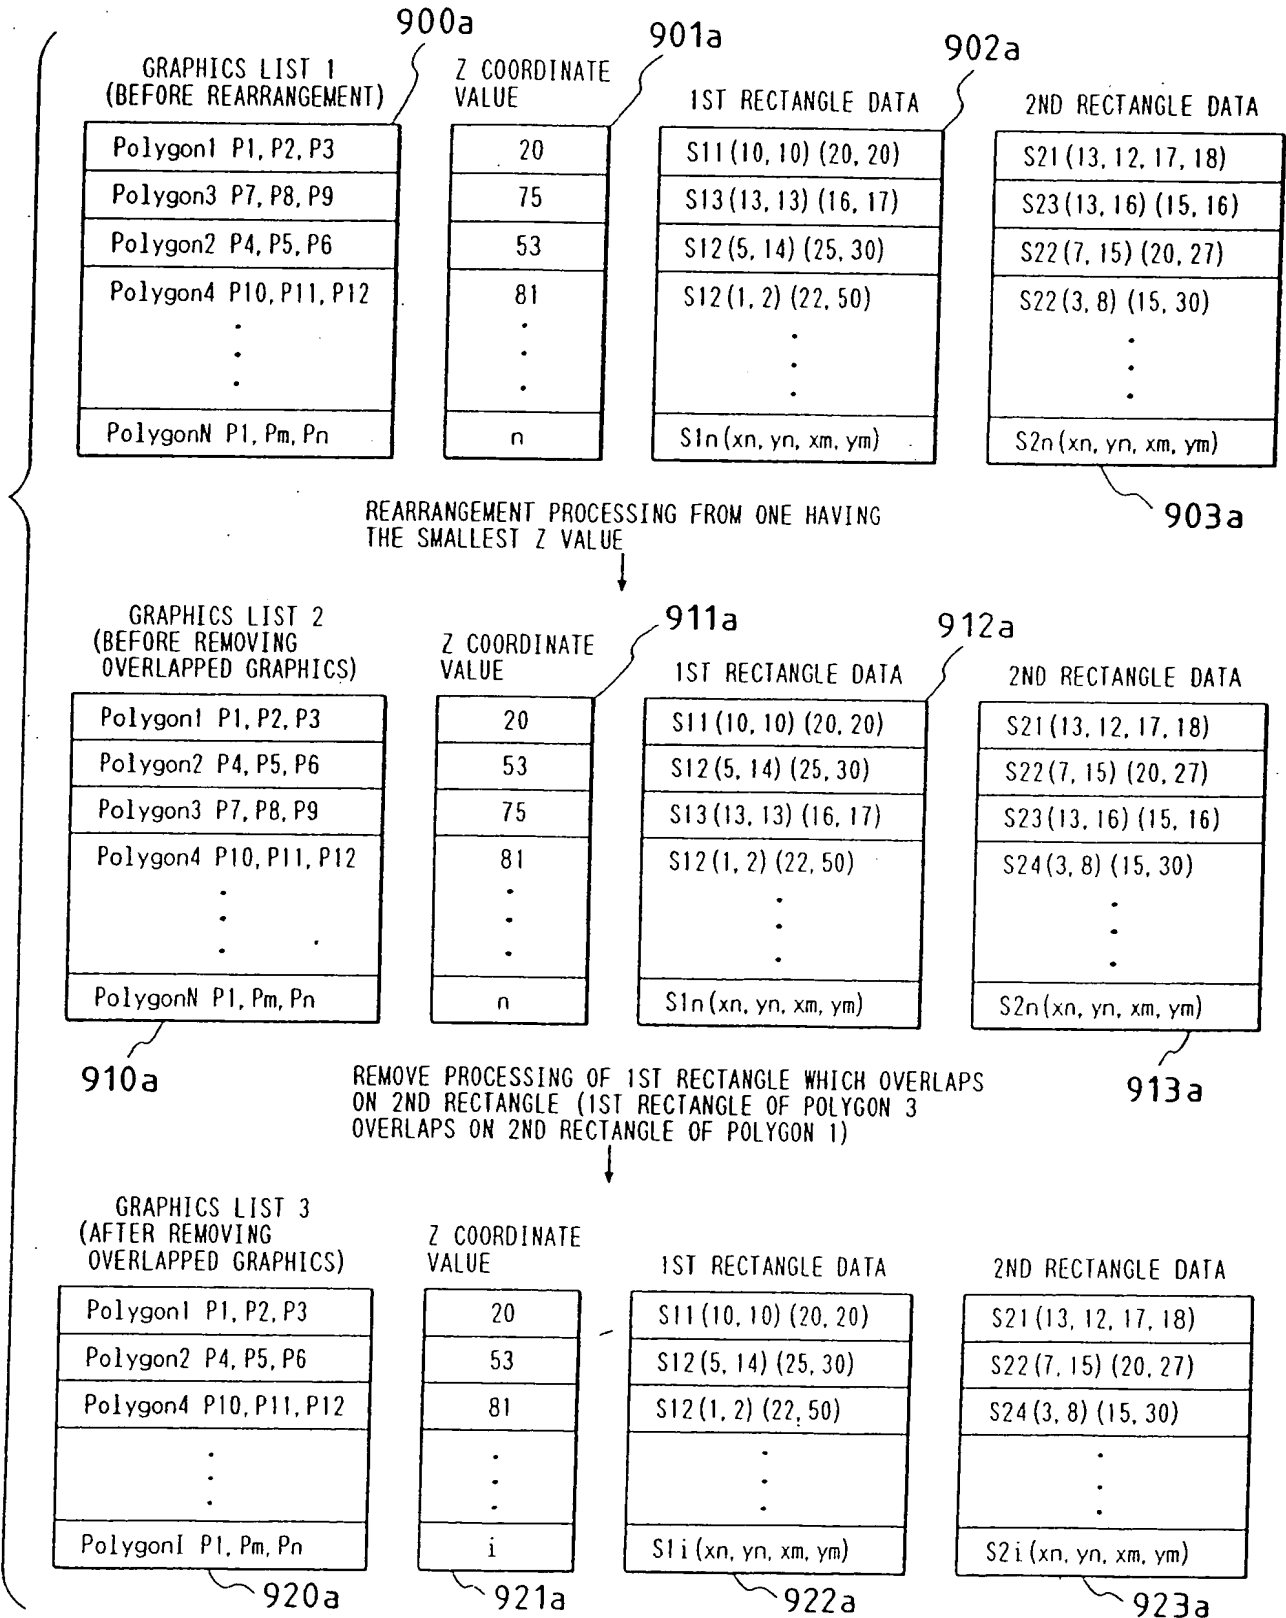 900a
901a
902a
GRAPHICS LIST 1
(BEFORE REARRANGEMENT)
Z COORDINATE
VALUE
1ST RECTANGLE DATA
2ND RECTANGLE DATA
Polygon1 P1, P2, P3
20
S11(10, 10) (20, 20)
S21(13, 12, 17, 18)
Polygon3 P7, P8, P9
75
S13(13, 13) (16, 17)
S23(13, 16) (15, 16)
Polygon2 P4, P5, P6
53
S12(5, 14) (25, 30)
S22(7, 15) (20, 27)
Polygon4 P10, P11, P12
81
S12(1, 2) (22, 50)
S22(3, 8) (15, 30)
PolygonN P1, Pm, Pn
n
S1n(xn, yn, xm, ym)
S2n(xn, yn, xm, ym)
903a
REARRANGEMENT PROCESSING FROM ONE HAVING
THE SMALLEST Z VALUE
911a
912a
GRAPHICS LIST 2
(BEFORE REMOVING
OVERLAPPED GRAPHICS)
Z COORDINATE
VALUE
1ST RECTANGLE DATA
2ND RECTANGLE DATA
Polygon1 P1, P2, P3
20
S11(10, 10) (20, 20)
S21(13, 12, 17, 18)
Polygon2 P4, P5, P6
53
S12(5, 14) (25, 30)
S22(7, 15) (20, 27)
Polygon3 P7, P8, P9
75
S13(13, 13) (16, 17)
S23(13, 16) (15, 16)
Polygon4 P10, P11, P12
81
S12(1, 2) (22, 50)
S24(3, 8) (15, 30)
PolygonN P1, Pm, Pn
n
S1n(xn, yn, xm, ym)
S2n(xn, yn, xm, ym)
910a
913a
REMOVE PROCESSING OF 1ST RECTANGLE WHICH OVERLAPS
ON 2ND RECTANGLE (1ST RECTANGLE OF POLYGON 3
OVERLAPS ON 2ND RECTANGLE OF POLYGON 1)
GRAPHICS LIST 3
(AFTER REMOVING
OVERLAPPED GRAPHICS)
Z COORDINATE
VALUE
1ST RECTANGLE DATA
2ND RECTANGLE DATA
Polygon1 P1, P2, P3
20
S11(10, 10) (20, 20)
S21(13, 12, 17, 18)
Polygon2 P4, P5, P6
53
S12(5, 14) (25, 30)
S22(7, 15) (20, 27)
Polygon4 P10, P11, P12
81
S12(1, 2) (22, 50)
S24(3, 8) (15, 30)
PolygonI P1, Pm, Pn
i
S1i(xn, yn, xm, ym)
S2i(xn, yn, xm, ym)
920a
921a
922a
923a